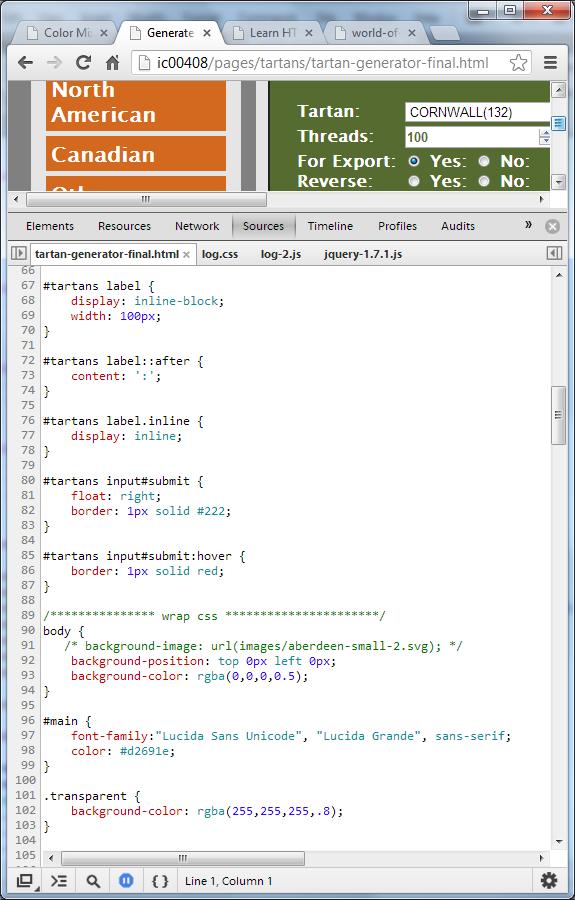 Color Mi
Generate
Learn HT
world-of
ic00408/pages/tartans/tartan-generator-final.html
North
American
Canadian
Tartan: CORNWALL(132)
Threads: 100
For Export: Yes: No:
Reverse: Yes: No:
Elements Resources Network Sources Timeline Profiles Audits »
tartan-generator-final.html × log.css log-2.js jquery-1.7.1.js
66
67 #tartans label {
68 display: inline-block;
69 width: 100px;
70 }
71
72 #tartans label::after {
73 content: ':';
74 }
75
76 #tartans label.inline {
77 display: inline;
78 }
79
80 #tartans input#submit {
81 float: right;
82 border: 1px solid #222;
83 }
84
85 #tartans input#submit:hover {
86 border: 1px solid red;
87 }
88
89 /*************** wrap css **********************/
90 body {
91 /* background-image: url(images/aberdeen-small-2.svg); */
92 background-position: top 0px left 0px;
93 background-color: rgba(0,0,0,0.5);
94 }
95
96 #main {
97 font-family:"Lucida Sans Unicode", "Lucida Grande", sans-serif;
98 color: #d2691e;
99 }
100
101 .transparent {
102 background-color: rgba(255,255,255,.8);
103 }
104
105
{ } Line 1, Column 1